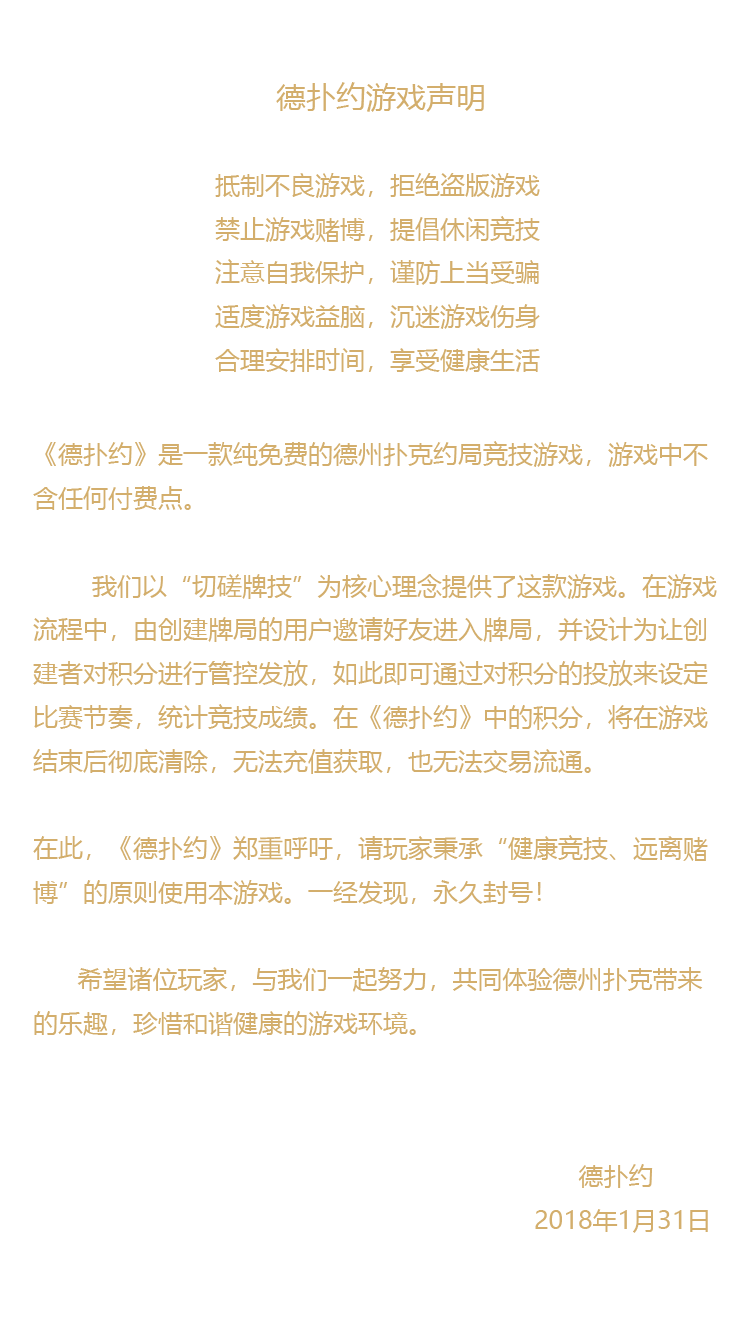 德扑约游戏声明
抵制不良游戏，拒绝盗版游戏
禁止游戏赌博，提倡休闲竞技
注意自我保护，谨防上当受骗
适度游戏益脑，沉迷游戏伤身
合理安排时间，享受健康生活
《德扑约》是一款纯免费的德州扑克约局竞技游戏，游戏中不
含任何付费点。
我们以“切磋牌技”为核心理念提供了这款游戏。在游戏
流程中，由创建牌局的用户邀请好友进入牌局，并设计为让创
建者对积分进行管控发放，如此即可通过对积分的投放来设定
比赛节奏，统计竞技成绩。在《德扑约》中的积分，将在游戏
结束后彻底清除，无法充值获取，也无法交易流通。
在此，《德扑约》郑重呼吁，请玩家秉承“健康竞技、远离赌
博”的原则使用本游戏。一经发现，永久封号！
希望诸位玩家，与我们一起努力，共同体验德州扑克带来
的乐趣，珍惜和谐健康的游戏环境。
德扑约
2018年1月31日